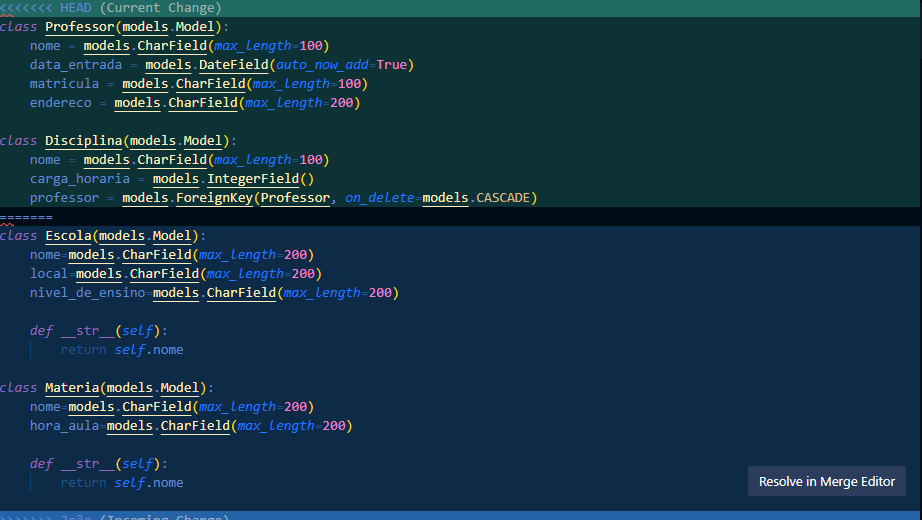 <<<<<<< HEAD (Current Change)
class Professor(models.Model):
    nome = models.CharField(max_length=100)
    data_entrada = models.DateField(auto_now_add=True)
    matricula = models.CharField(max_length=100)
    endereco = models.CharField(max_length=200)
class Disciplina(models.Model):
    nome = models.CharField(max_length=100)
    carga_horaria = models.IntegerField()
    professor = models.ForeignKey(Professor, on_delete=models.CASCADE)
=======
class Escola(models.Model):
    nome=models.CharField(max_length=200)
    local=models.CharField(max_length=200)
    nivel_de_ensino=models.CharField(max_length=200)
    def __str__(self):
        return self.nome
class Materia(models.Model):
    nome=models.CharField(max_length=200)
    hora_aula=models.CharField(max_length=200)
    def __str__(self):
        return self.nome
Resolve in Merge Editor
>>>>>>> João (Incoming Change)